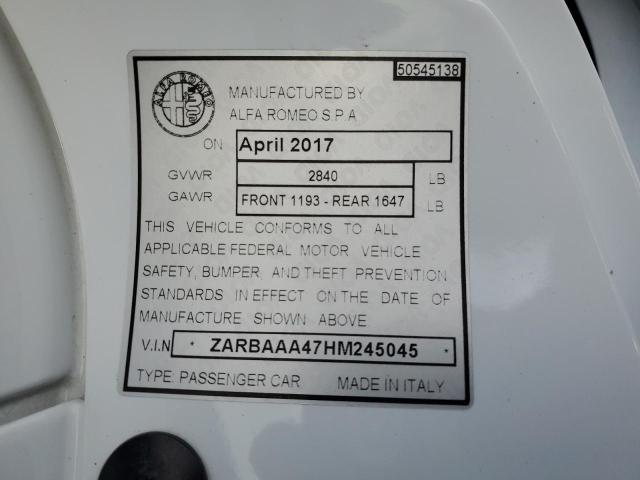 50545138
ALFA ROMEO
MANUFACTURED BY
ALFA ROMEO S.P.A
ON April 2017
GVWR 2840 LB
GAWR FRONT 1193 - REAR 1647 LB
THIS VEHICLE CONFORMS TO ALL
APPLICABLE FEDERAL MOTOR VEHICLE
SAFETY, BUMPER, AND THEFT PREVENTION
STANDARDS IN EFFECT ON THE DATE OF
MANUFACTURE SHOWN ABOVE
V.I.N * ZARBAAA47HM245045 *
TYPE: PASSENGER CAR MADE IN ITALY